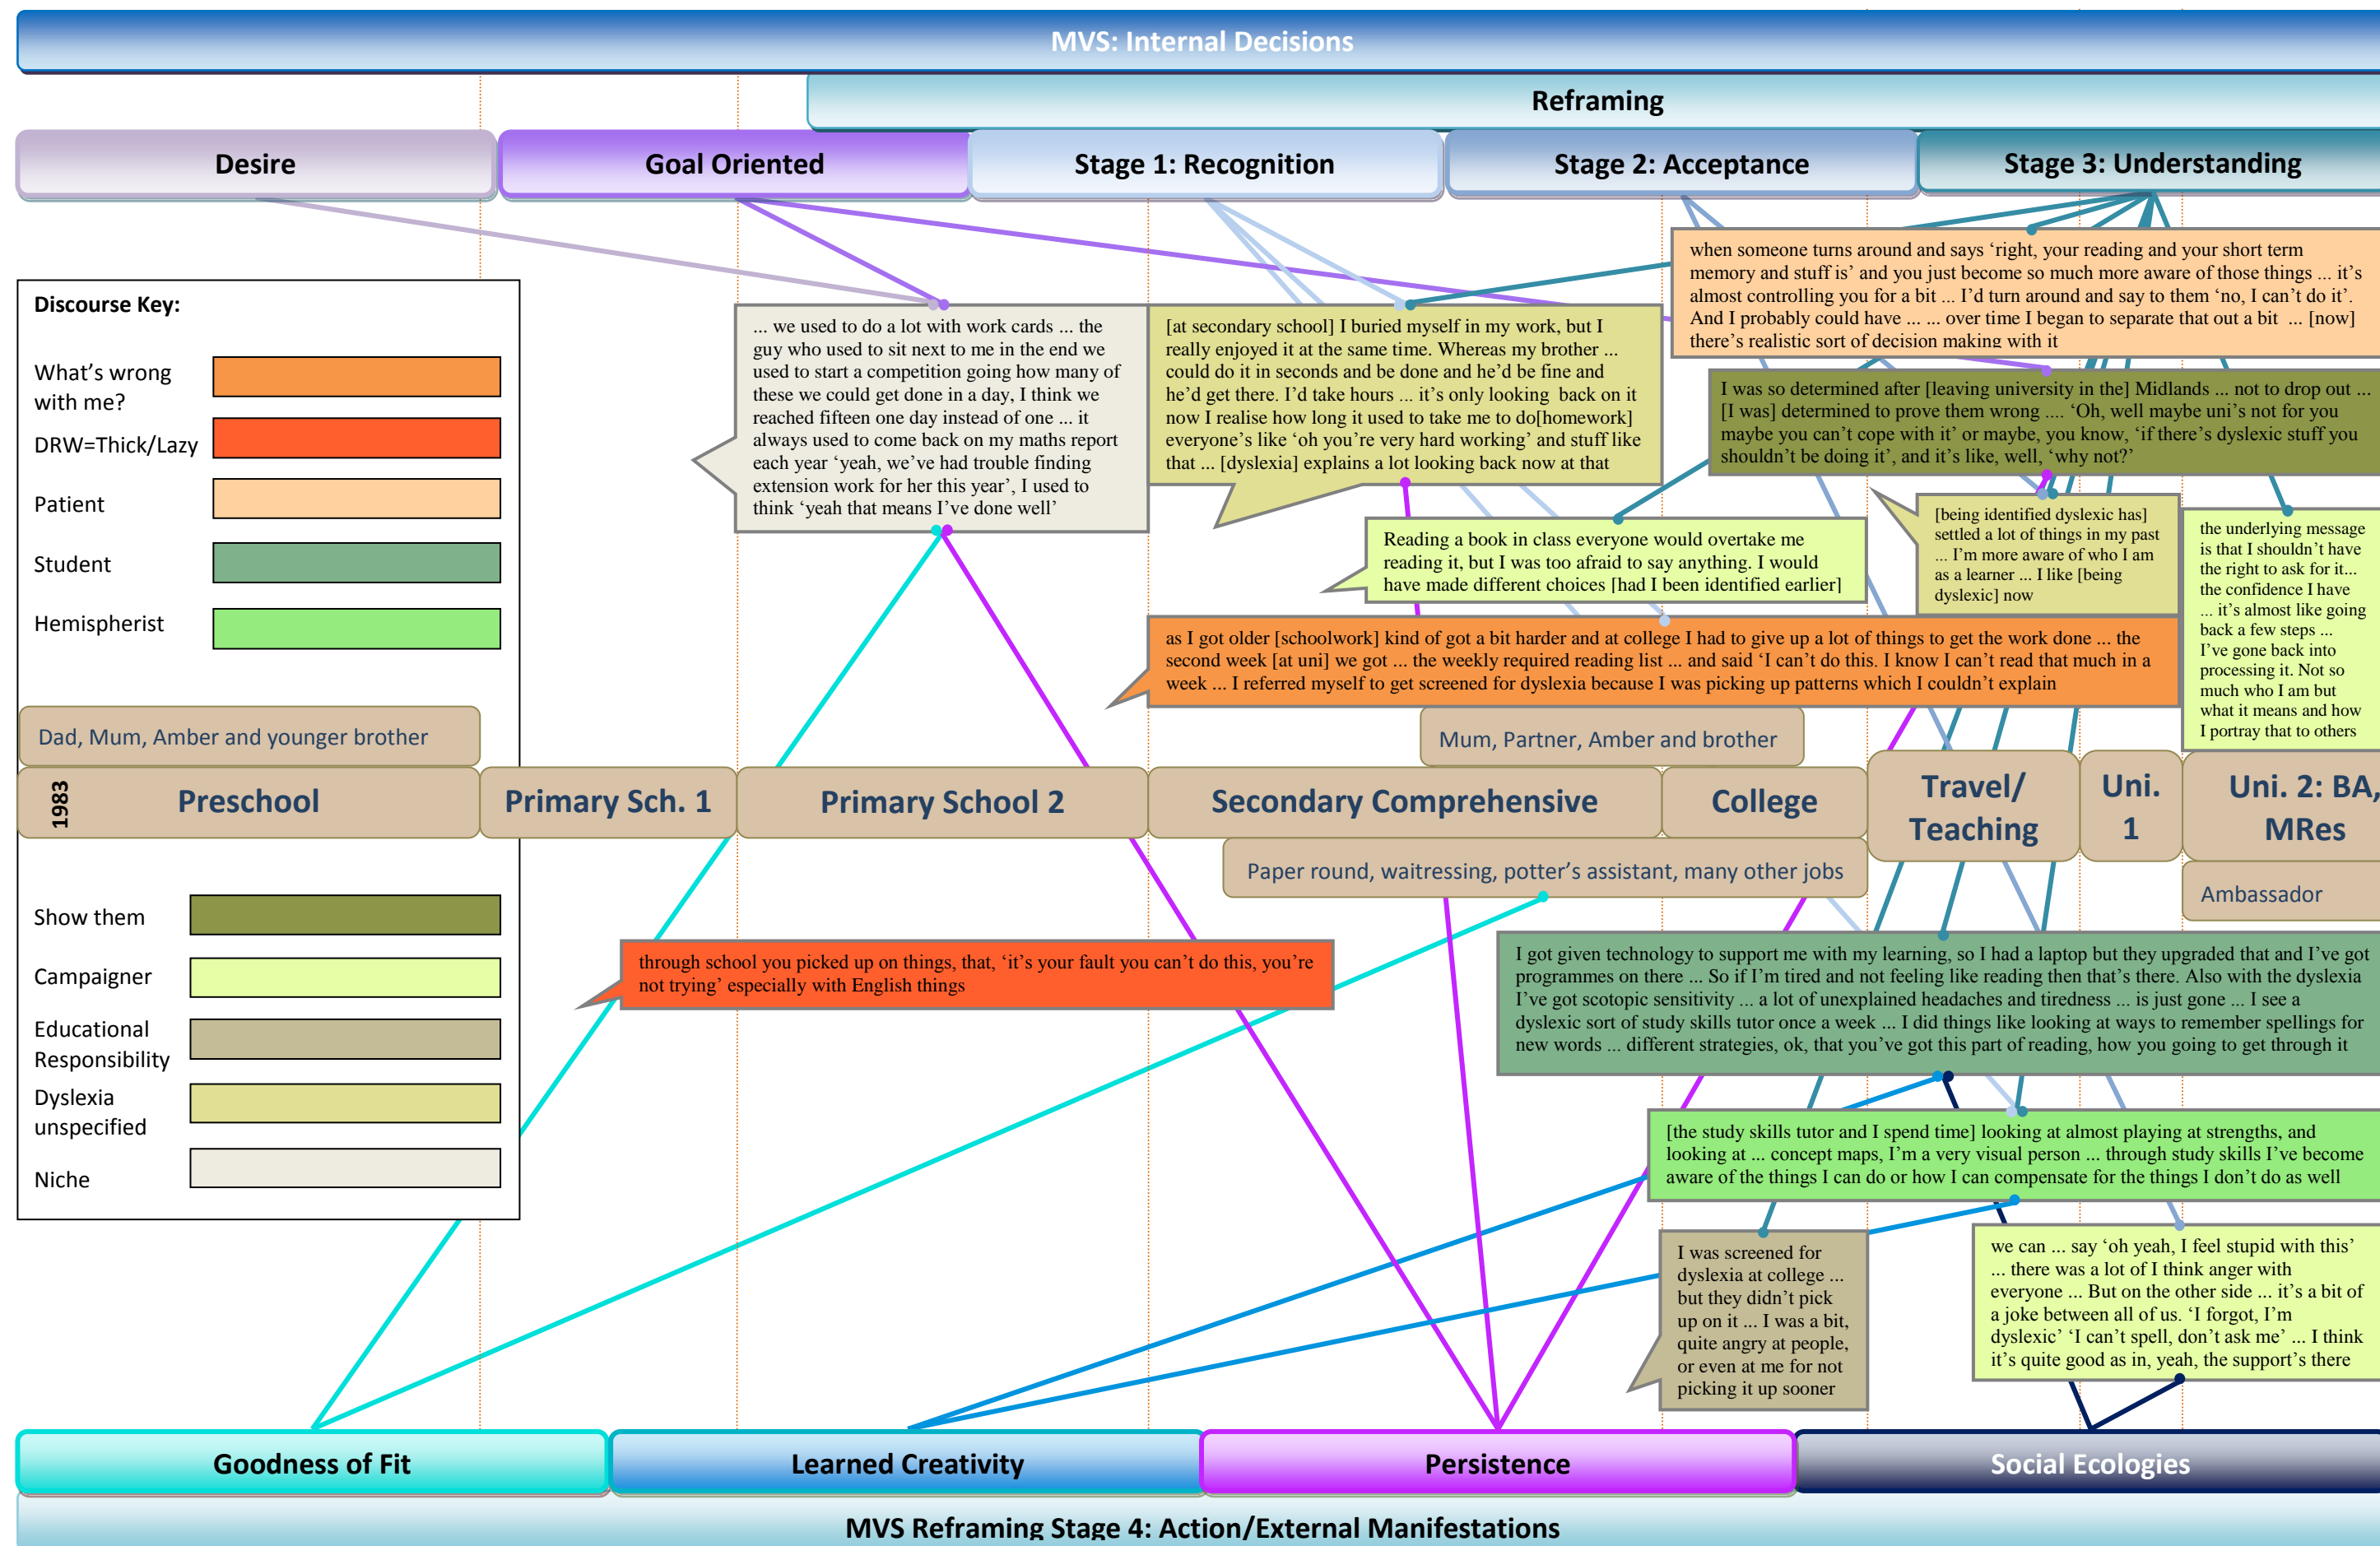 MVS: Internal Decisions
Reframing
Desire
Goal Oriented
Stage 1: Recognition
Stage 2: Acceptance
Stage 3: Understanding
when someone turns around and says ‘right, your reading and your short term
memory and stuff is’ and you just become so much more aware of those things ... it’s
almost controlling you for a bit ... I’d turn around and say to them ‘no, I can’t do it’.
And I probably could have ... ... over time I began to separate that out a bit ... [now]
there’s realistic sort of decision making with it
Discourse Key:
What’s wrong
with me?
DRW=Thick/Lazy
Patient
Student
Hemispherist
... we used to do a lot with work cards ... the
guy who used to sit next to me in the end we
used to start a competition going how many of
these we could get done in a day, I think we
reached fifteen one day instead of one ... it
always used to come back on my maths report
each year ‘yeah, we’ve had trouble finding
extension work for her this year’, I used to
think ‘yeah that means I’ve done well’
[at secondary school] I buried myself in my work, but I
really enjoyed it at the same time. Whereas my brother ...
could do it in seconds and be done and he’d be fine and
he’d get there. I’d take hours ... it’s only looking back on it
now I realise how long it used to take me to do[homework]
everyone’s like ‘oh you’re very hard working’ and stuff like
that ... [dyslexia] explains a lot looking back now at that
I was so determined after [leaving university in the] Midlands ... not to drop out ...
[I was] determined to prove them wrong .... ‘Oh, well maybe uni’s not for you
maybe you can’t cope with it’ or maybe, you know, ‘if there’s dyslexic stuff you
shouldn’t be doing it’, and it’s like, well, ‘why not?’
Reading a book in class everyone would overtake me
reading it, but I was too afraid to say anything. I would
have made different choices [had I been identified earlier]
[being identified dyslexic has]
settled a lot of things in my past
... I’m more aware of who I am
as a learner ... I like [being
dyslexic] now
the underlying message
is that I shouldn’t have
the right to ask for it...
the confidence I have
... it’s almost like going
back a few steps ...
I’ve gone back into
processing it. Not so
much who I am but
what it means and how
I portray that to others
as I got older [schoolwork] kind of got a bit harder and at college I had to give up a lot of things to get the work done ... the
second week [at uni] we got ... the weekly required reading list ... and said ‘I can’t do this. I know I can’t read that much in a
week ... I referred myself to get screened for dyslexia because I was picking up patterns which I couldn’t explain
Dad, Mum, Amber and younger brother
Mum, Partner, Amber and brother
1983
Preschool
Primary Sch. 1
Primary School 2
Secondary Comprehensive
College
Travel/
Teaching
Uni.
1
Uni. 2: BA,
MRes
Paper round, waitressing, potter’s assistant, many other jobs
Ambassador
Show them
Campaigner
Educational
Responsibility
Dyslexia
unspecified
Niche
through school you picked up on things, that, ‘it’s your fault you can’t do this, you’re
not trying’ especially with English things
I got given technology to support me with my learning, so I had a laptop but they upgraded that and I’ve got
programmes on there ... So if I’m tired and not feeling like reading then that’s there. Also with the dyslexia
I’ve got scotopic sensitivity ... a lot of unexplained headaches and tiredness ... is just gone ... I see a
dyslexic sort of study skills tutor once a week ... I did things like looking at ways to remember spellings for
new words ... different strategies, ok, that you’ve got this part of reading, how you going to get through it
[the study skills tutor and I spend time] looking at almost playing at strengths, and
looking at ... concept maps, I’m a very visual person ... through study skills I’ve become
aware of the things I can do or how I can compensate for the things I don’t do as well
I was screened for
dyslexia at college ...
but they didn’t pick
up on it ... I was a bit,
quite angry at people,
or even at me for not
picking it up sooner
we can ... say ‘oh yeah, I feel stupid with this’
... there was a lot of I think anger with
everyone ... But on the other side ... it’s a bit of
a joke between all of us. ‘I forgot, I’m
dyslexic’ ‘I can’t spell, don’t ask me’ ... I think
it’s quite good as in, yeah, the support’s there
Goodness of Fit
Learned Creativity
Persistence
Social Ecologies
MVS Reframing Stage 4: Action/External Manifestations